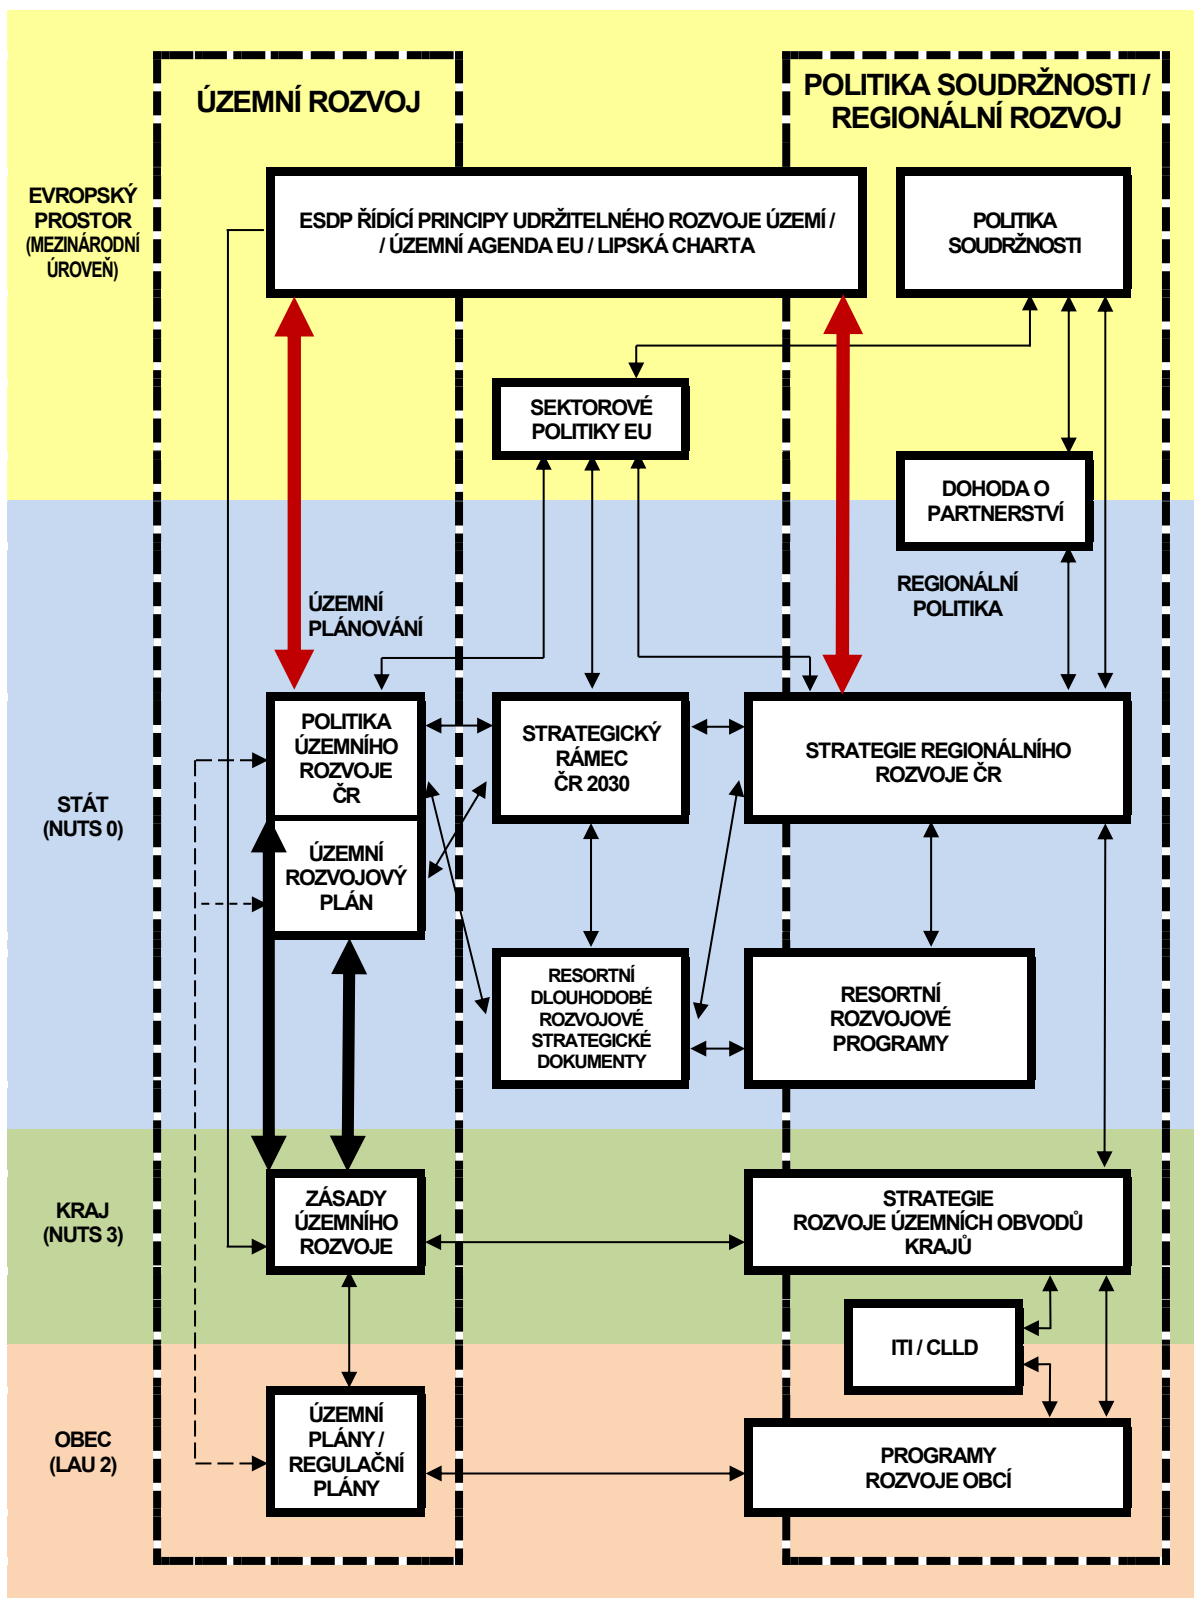 ÚZEMNÍ ROZVOJ
POLITIKA SOUDRŽNOSTI /
REGIONÁLNÍ ROZVOJ
EVROPSKÝ
PROSTOR
(MEZINÁRODNÍ
ÚROVEŇ)
ESDP ŘÍDÍCÍ PRINCIPY UDRŽITELNÉHO ROZVOJE ÚZEMÍ /
/ ÚZEMNÍ AGENDA EU / LIPSKÁ CHARTA
POLITIKA
SOUDRŽNOSTI
SEKTOROVÉ
POLITIKY EU
DOHODA O
PARTNERSTVÍ
ÚZEMNÍ
PLÁNOVÁNÍ
REGIONÁLNÍ
POLITIKA
STÁT
(NUTS 0)
POLITIKA
ÚZEMNÍHO
ROZVOJE
ČR
STRATEGICKÝ
RÁMEC
ČR 2030
STRATEGIE REGIONÁLNÍHO
ROZVOJE ČR
ÚZEMNÍ
ROZVOJOVÝ
PLÁN
RESORTNÍ
DLOUHODOBÉ
ROZVOJOVÉ
STRATEGICKÉ
DOKUMENTY
RESORTNÍ
ROZVOJOVÉ
PROGRAMY
KRAJ
(NUTS 3)
ZÁSADY
ÚZEMNÍHO
ROZVOJE
STRATEGIE
ROZVOJE ÚZEMNÍCH OBVODŮ
KRAJŮ
ITI / CLLD
OBEC
(LAU 2)
ÚZEMNÍ
PLÁNY /
REGULAČNÍ
PLÁNY
PROGRAMY
ROZVOJE OBCÍ